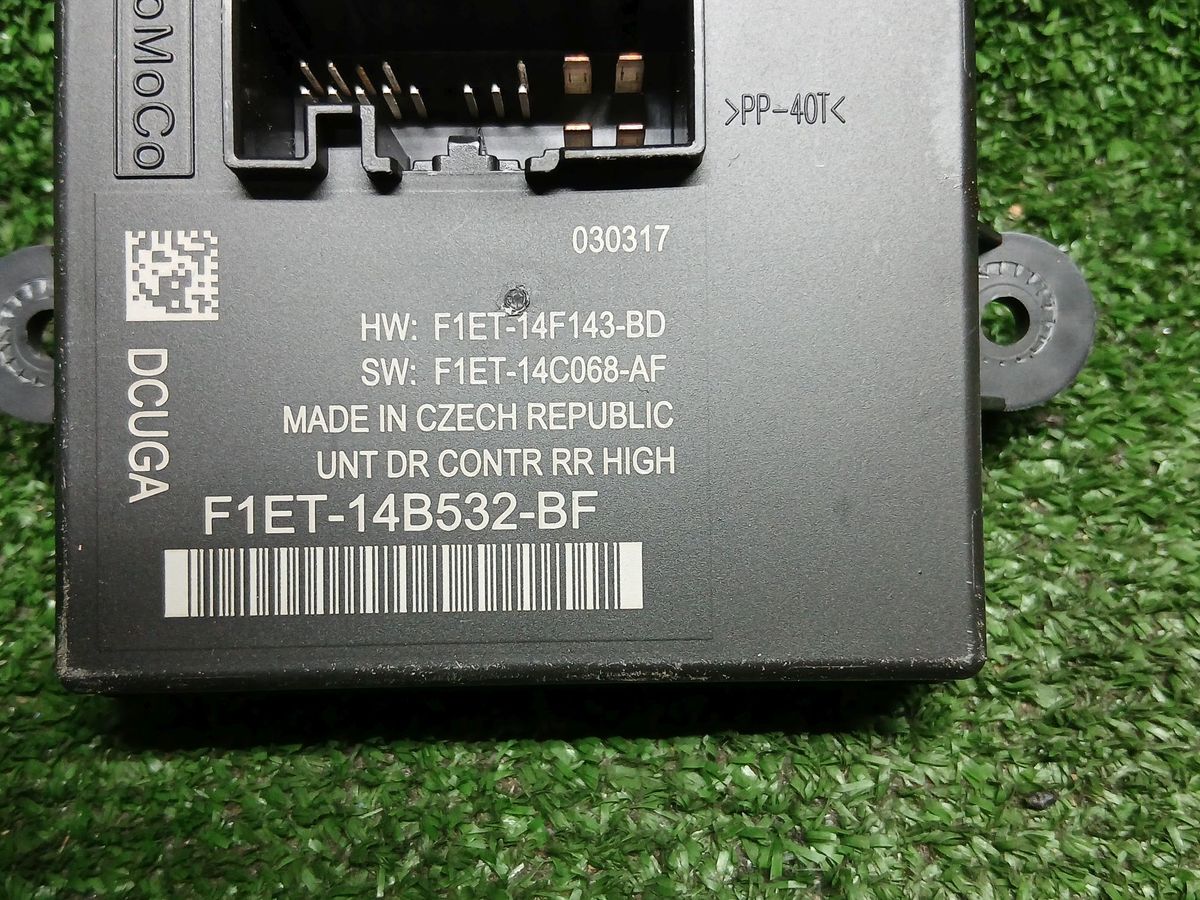 oMoCo
>PP-40T<
030317
HW: F1ET-14F143-BD
SW: F1ET-14C068-AF
MADE IN CZECH REPUBLIC
UNT DR CONTR RR HIGH
DCUGA
F1ET-14B532-BF